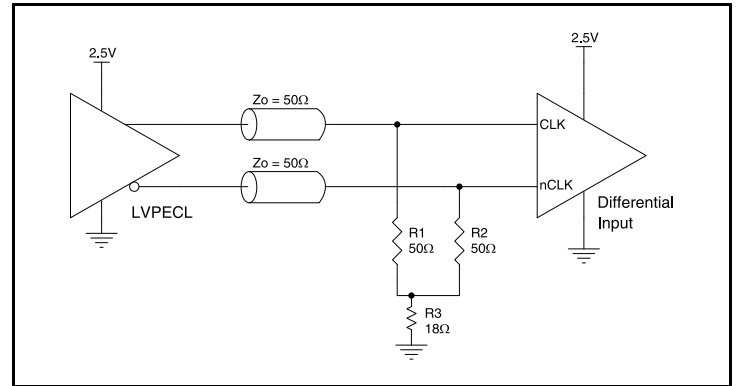 2.5V
2.5V
Zo = 50Ω
CLK
Zo = 50Ω
nCLK
LVPECL
Differential
Input
R1
50Ω
R2
50Ω
R3
18Ω